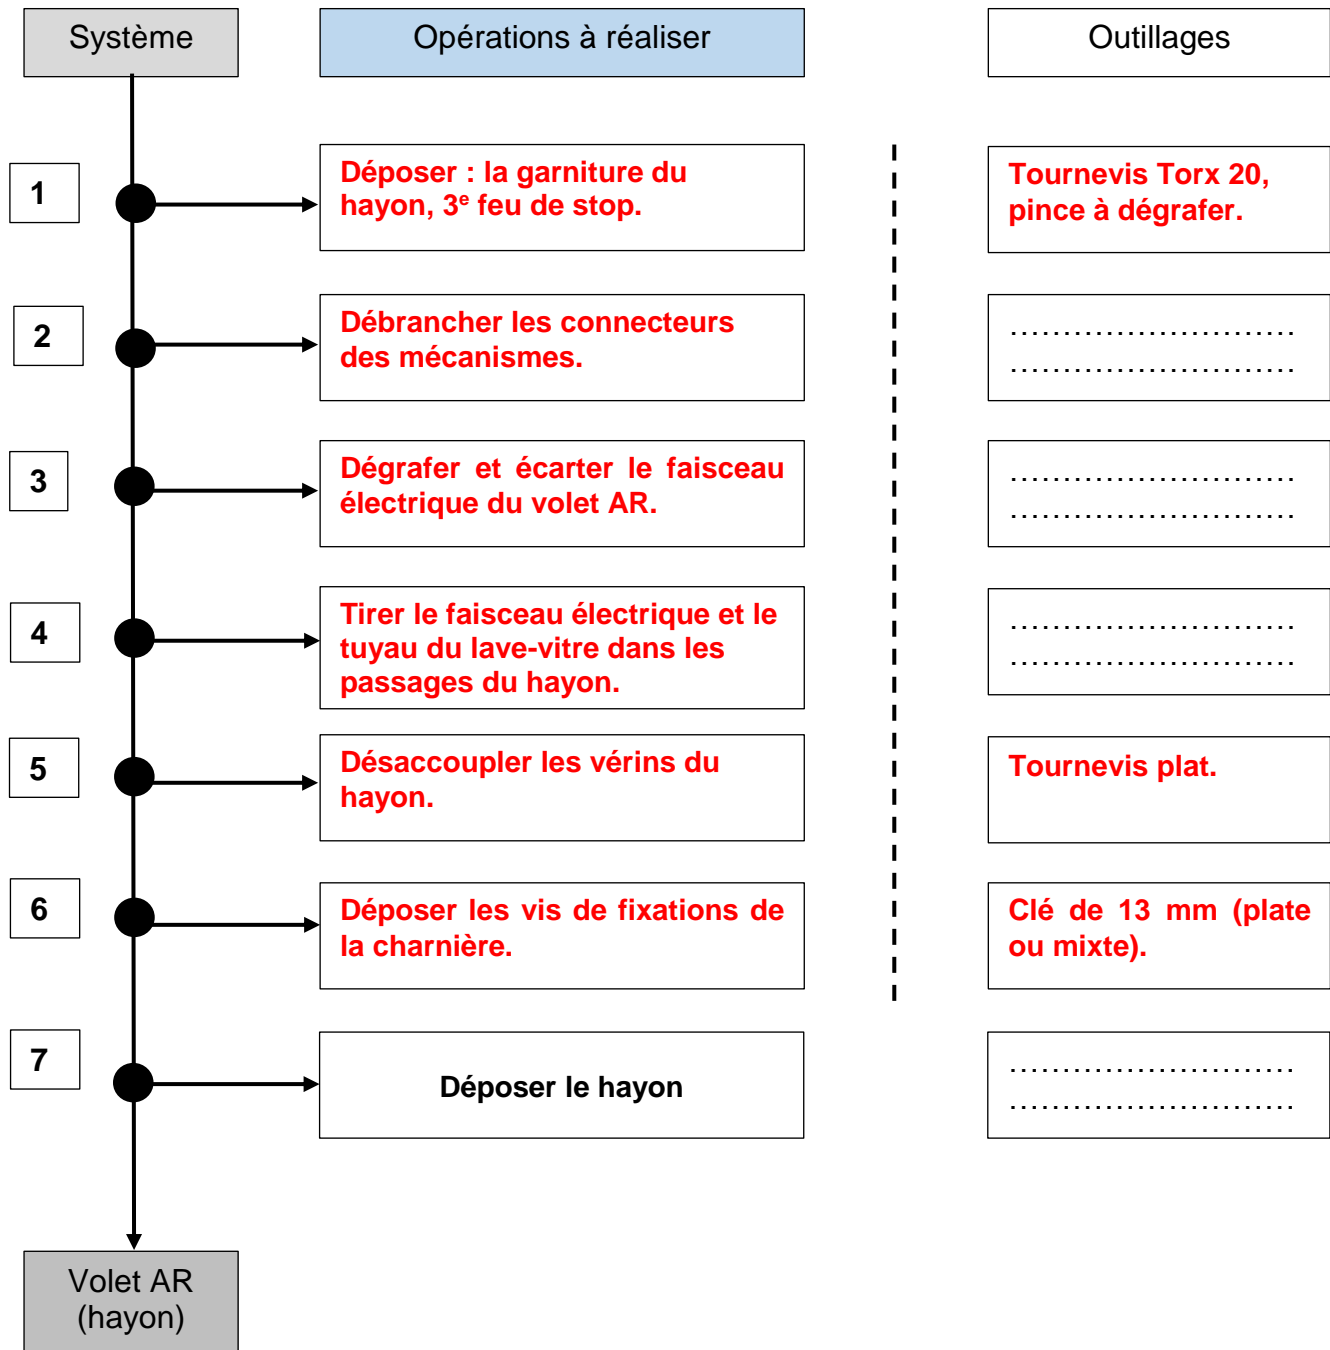 Système
Opérations à réaliser
Outillages
1
Déposer : la garniture du
hayon, 3e feu de stop.
Tournevis Torx 20,
pince à dégrafer.
2
Débrancher les connecteurs
des mécanismes.
...........................
...........................
3
Dégrafer et écarter le faisceau
électrique du volet AR.
...........................
...........................
4
Tirer le faisceau électrique et le
tuyau du lave-vitre dans les
passages du hayon.
...........................
...........................
5
Désaccoupler les vérins du
hayon.
Tournevis plat.
6
Déposer les vis de fixations de
la charnière.
Clé de 13 mm (plate
ou mixte).
7
Déposer le hayon
...........................
...........................
Volet AR
(hayon)